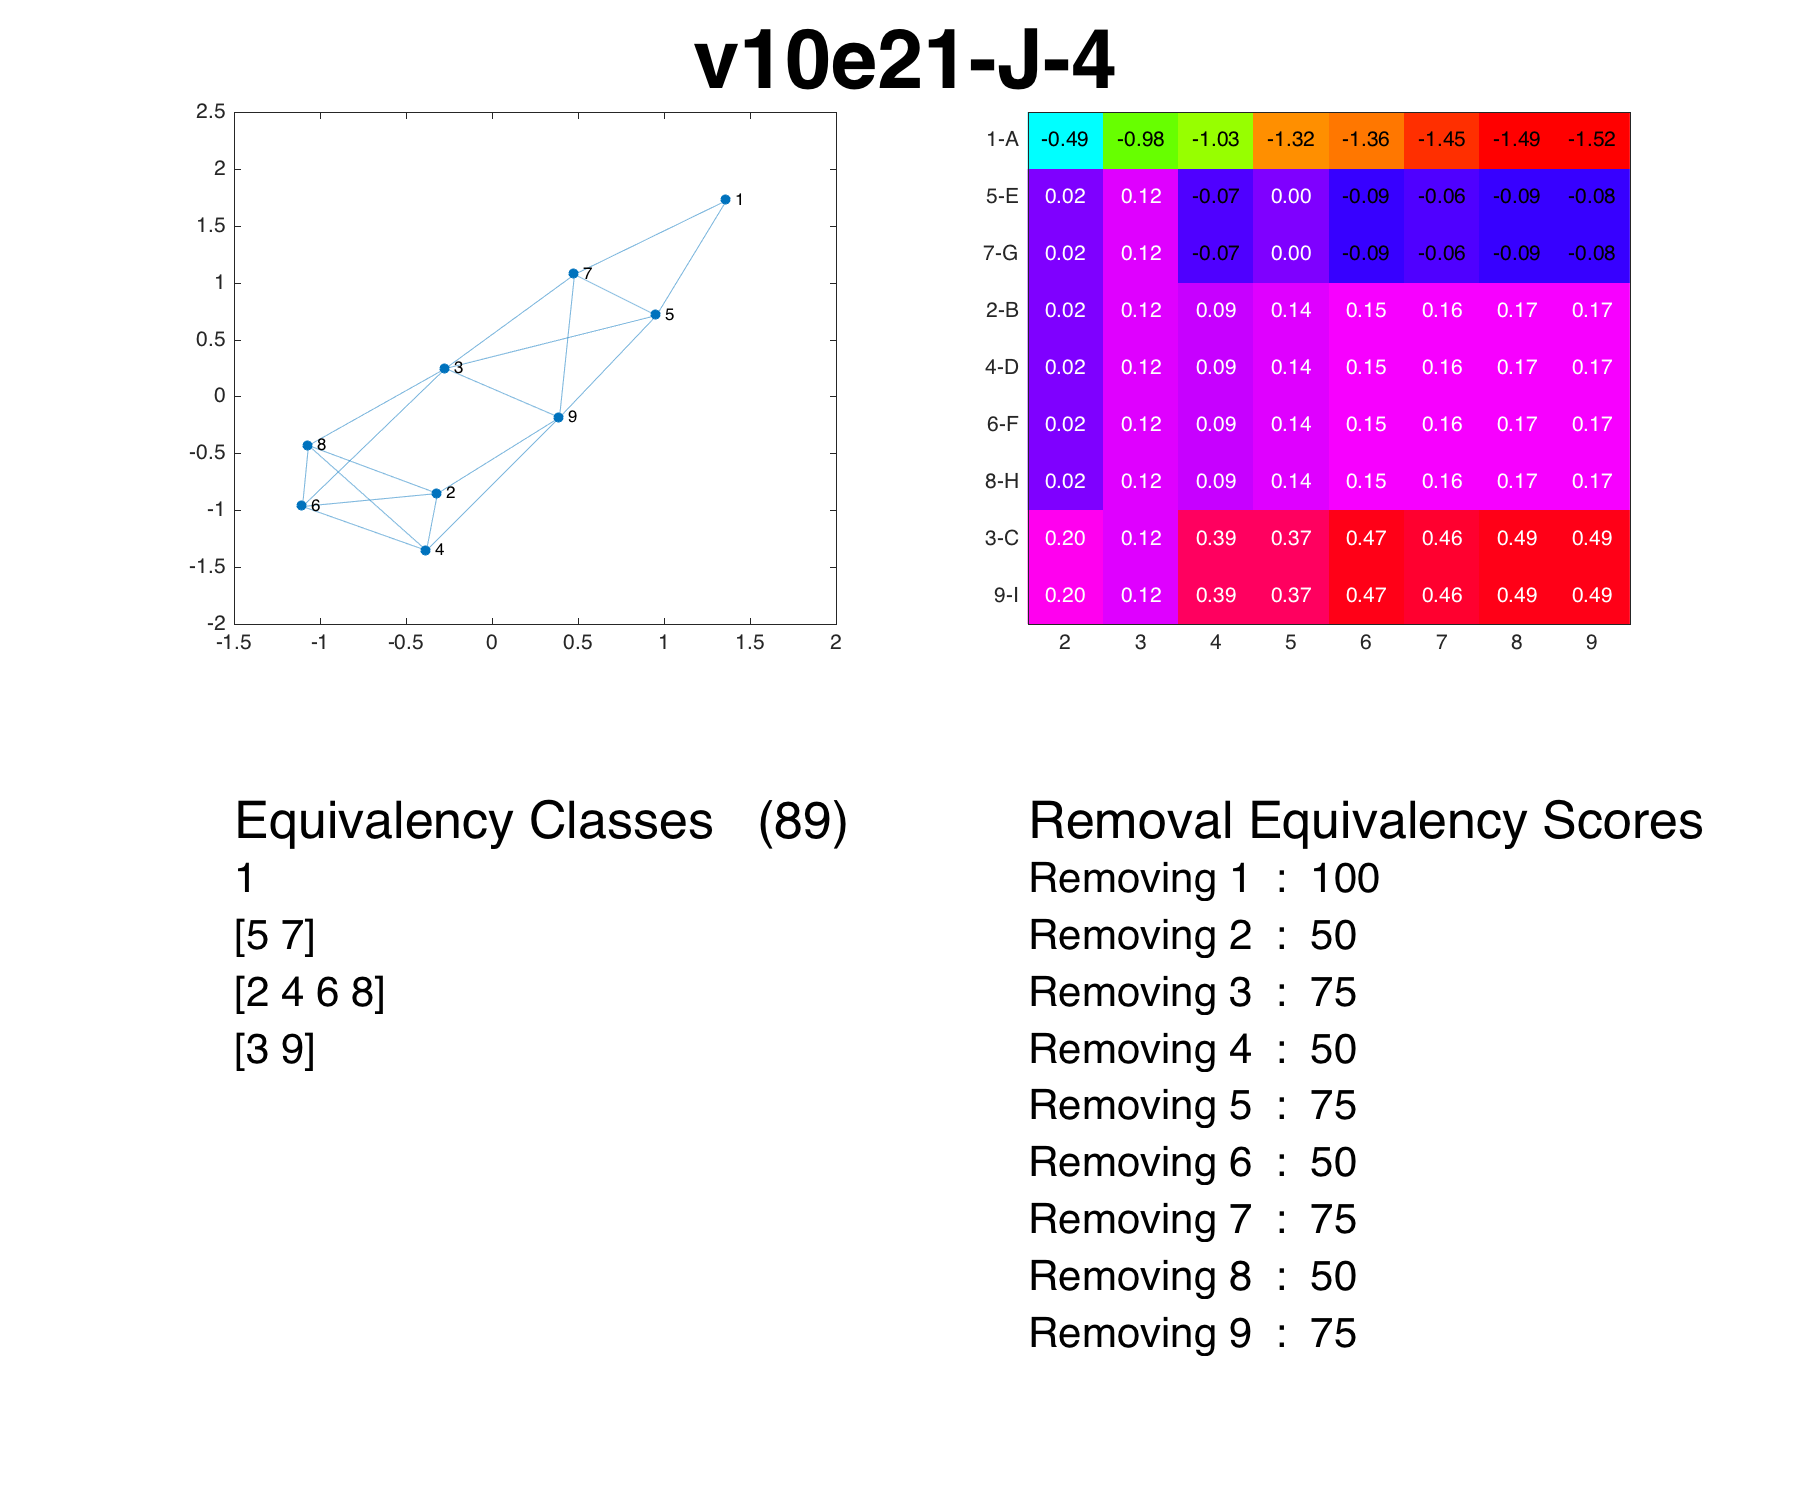 v10e21-J-4
2.5
2
1.5
1
0.5
0
-0.5
-1
-1.5
-2
-1.5 -1 -0.5 0 0.5 1 1.5 2
1
7
5
3
9
8
2
6
4
1-A -0.49 -0.98 -1.03 -1.32 -1.36 -1.45 -1.49 -1.52
5-E 0.02 0.12 -0.07 0.00 -0.09 -0.06 -0.09 -0.08
7-G 0.02 0.12 -0.07 0.00 -0.09 -0.06 -0.09 -0.08
2-B 0.02 0.12 0.09 0.14 0.15 0.16 0.17 0.17
4-D 0.02 0.12 0.09 0.14 0.15 0.16 0.17 0.17
6-F 0.02 0.12 0.09 0.14 0.15 0.16 0.17 0.17
8-H 0.02 0.12 0.09 0.14 0.15 0.16 0.17 0.17
3-C 0.20 0.12 0.39 0.37 0.47 0.46 0.49 0.49
9-I 0.20 0.12 0.39 0.37 0.47 0.46 0.49 0.49
2 3 4 5 6 7 8 9
Equivalency Classes (89)
1
[5 7]
[2 4 6 8]
[3 9]
Removal Equivalency Scores
Removing 1 : 100
Removing 2 : 50
Removing 3 : 75
Removing 4 : 50
Removing 5 : 75
Removing 6 : 50
Removing 7 : 75
Removing 8 : 50
Removing 9 : 75